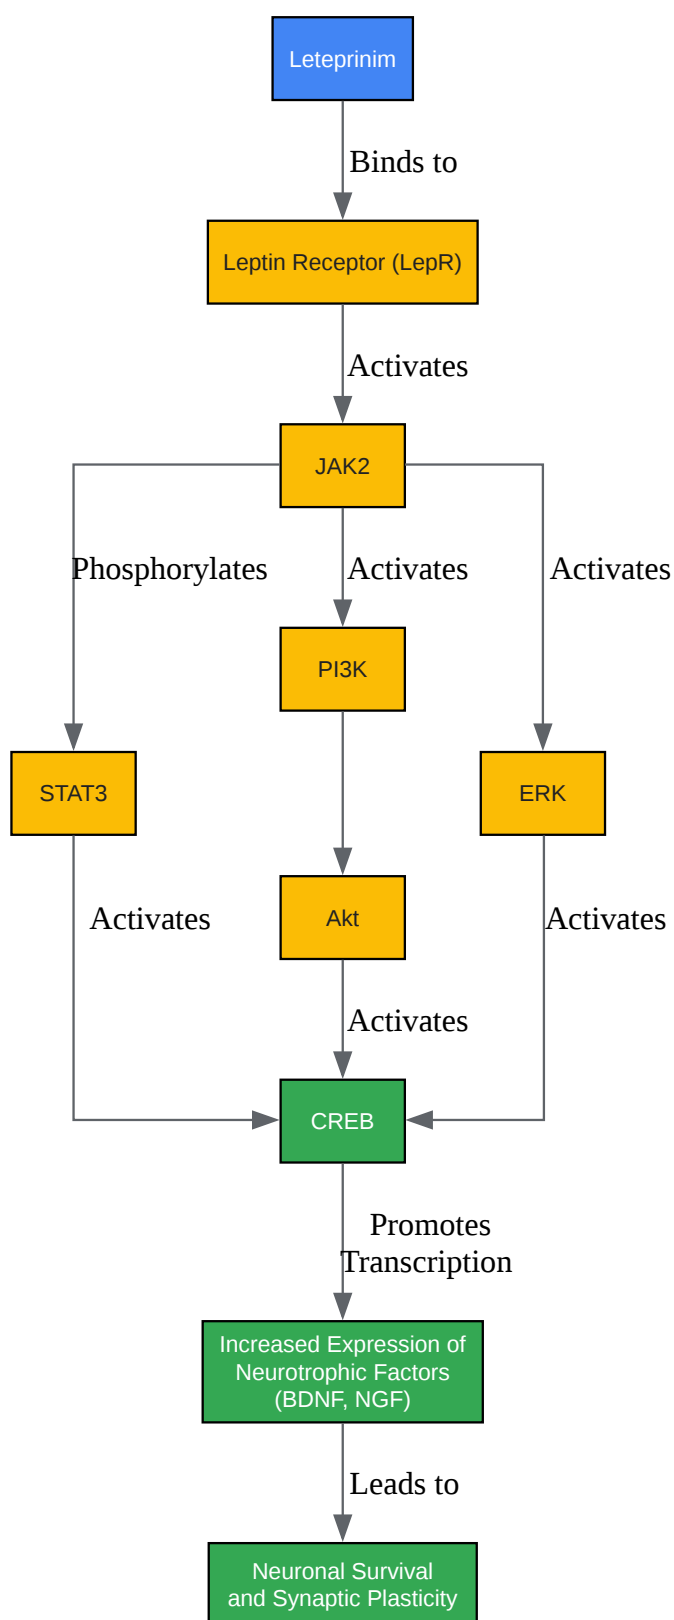 Leteprinim
Binds to
Leptin Receptor (LepR)
Activates
JAK2
Phosphorylates
Activates
Activates
PI3K
STAT3
ERK
Akt
Activates
Activates
Activates
CREB
Promotes
Transcription
Increased Expression of
Neurotrophic Factors
(BDNF, NGF)
Leads to
Neuronal Survival
and Synaptic Plasticity